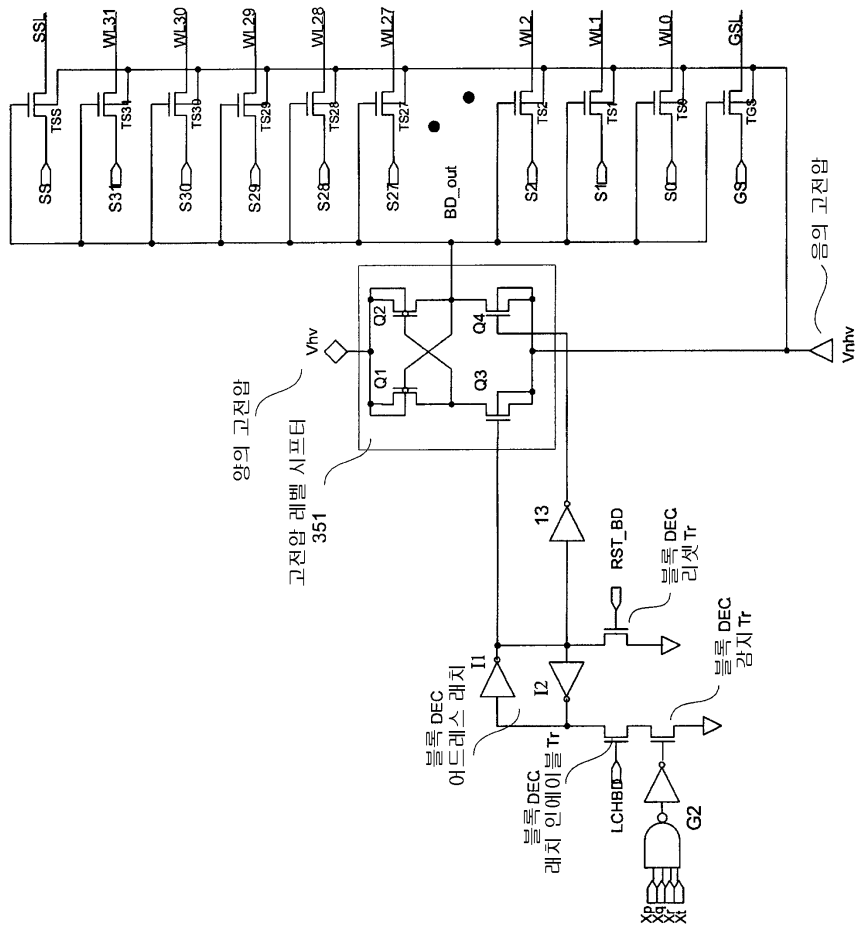 SSL
WL31
WL30
WL29
WL28
WL27
WL2
WL1
WL0
GSL
TSS
TS31
TS30
TS29
TS28
TS27
TS2
TS1
TS0
TGS
SS
S31
S30
S29
S28
S27
S2
S1
S0
GS
BD_out
양의 고전압
Vhv
Q1
Q2
Q3
Q4
고전압 레벨 시프터
351
음의 고전압
Vnhv
13
I1
I2
RST_BD
블록 DEC
리셋 Tr
블록 DEC
어드레스 래치
블록 DEC
래치 인에이블 Tr
블록 DEC
감지 Tr
LCHBD
G2
Xp
Xq
Xr
Xt